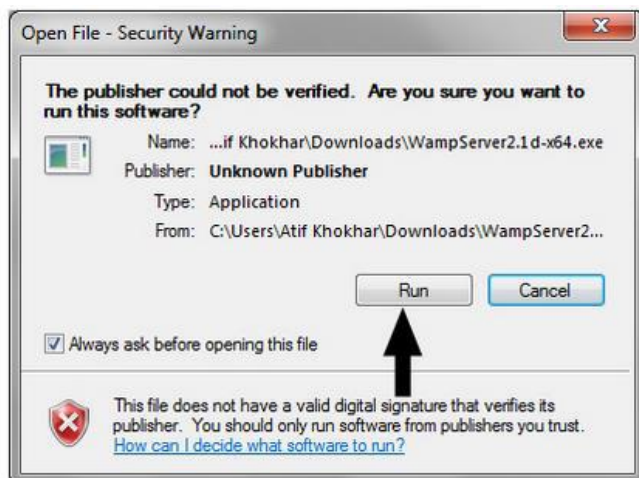 Open File - Security Warning
The publisher could not be verified. Are you sure you want to
run this software?
Name: ...if Khokhar\Downloads\WampServer2.1d-x64.exe
Publisher: Unknown Publisher
Type: Application
From: C:\Users\Atif Khokhar\Downloads\WampServer2...
Run Cancel
Always ask before opening this file
This file does not have a valid digital signature that verifies its
publisher. You should only run software from publishers you trust.
How can I decide what software to run?